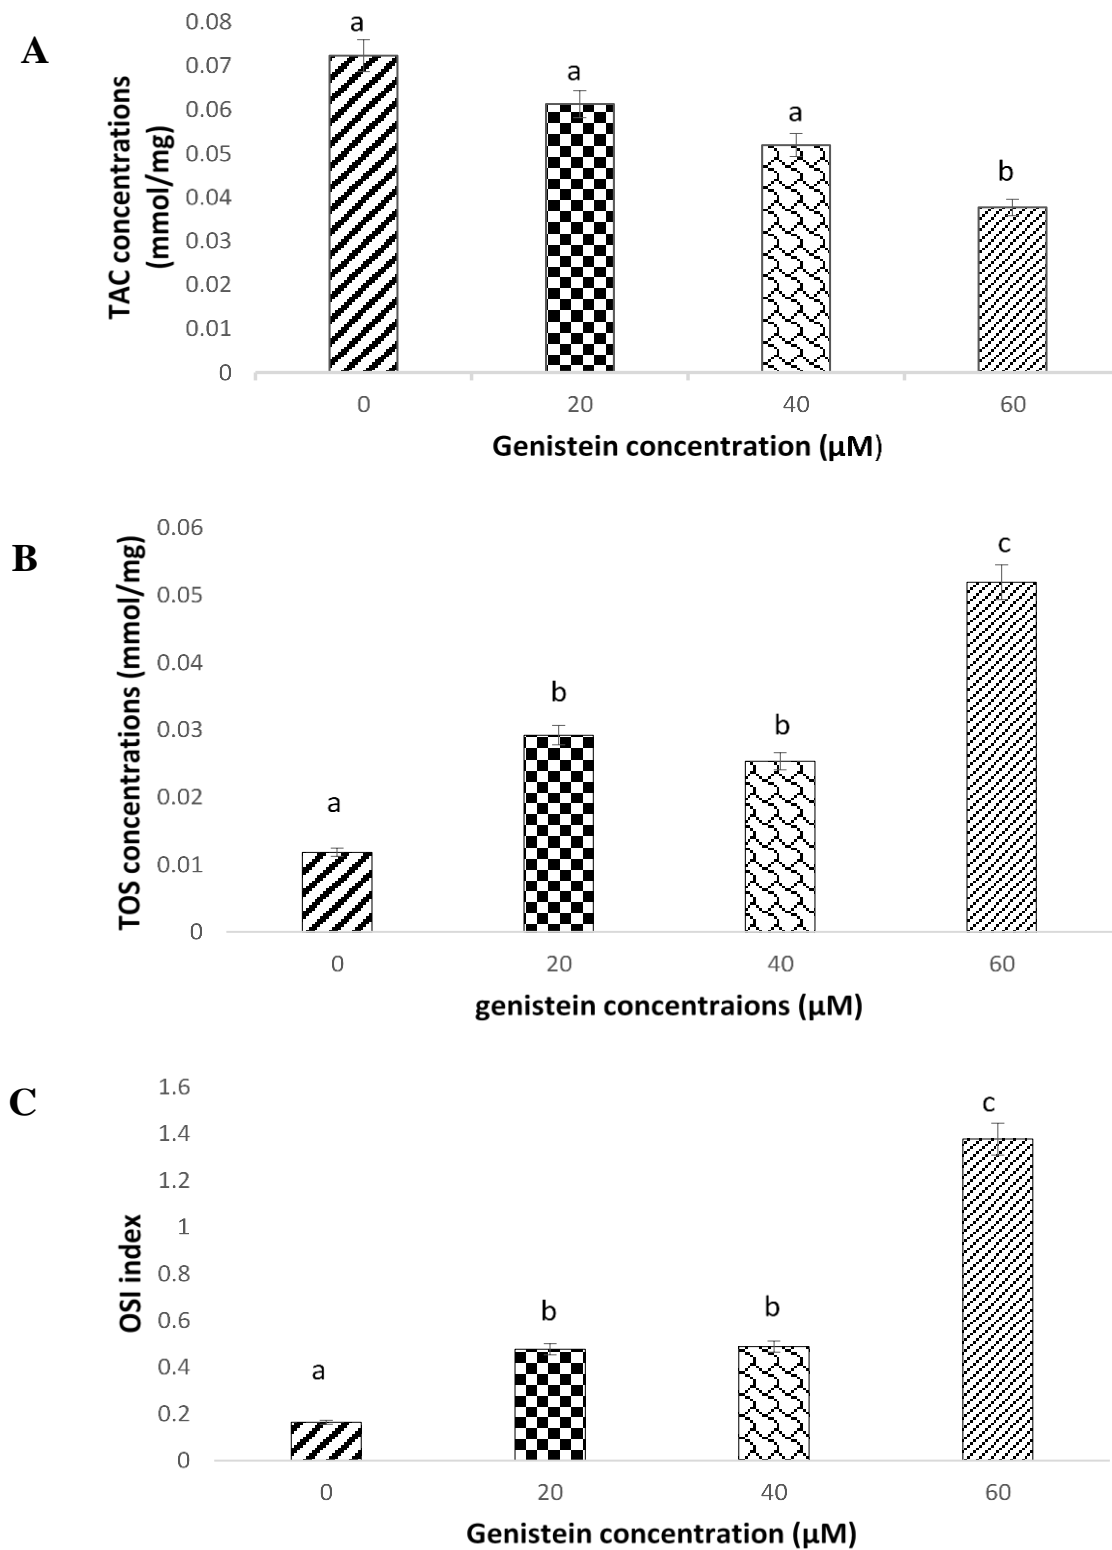 A
TAC concentrations
(mmol/mg)
0.08
0.07
0.06
0.05
0.04
0.03
0.02
0.01
0
a
a
a
b
0 20 40 60
Genistein concentration (µM)
B
TOS concentrations (mmol/mg)
0.06
0.05
0.04
0.03
0.02
0.01
0
a
b
b
c
0 20 40 60
genistein concentraions (µM)
C
OSI index
1.6
1.4
1.2
1
0.8
0.6
0.4
0.2
0
a
b
b
c
0 20 40 60
Genistein concentration (µM)